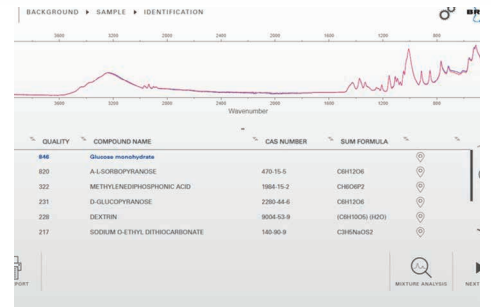 BACKGROUND ▸ SAMPLE ▸ IDENTIFICATION
BR
3600 3200 2800 2400 2000 1600 1200 800
3600 3200 2800 2400 2000 1600 1200 800
Wavenumber
QUALITY COMPOUND NAME CAS NUMBER SUM FORMULA
846 Glucose monohydrate
820 A-L-SORBOPYRANOSE 470-15-5 C6H12O6
322 METHYLENEDIPHOSPHONIC ACID 1984-15-2 CH6O6P2
231 D-GLUCOPYRANOSE 2280-44-6 C6H12O6
228 DEXTRIN 9004-53-9 (C6H10O5) (H2O)
217 SODIUM O-ETHYL DITHIOCARBONATE 140-90-9 C3H5NaOS2
PORT
MIXTURE ANALYSIS
NEXT